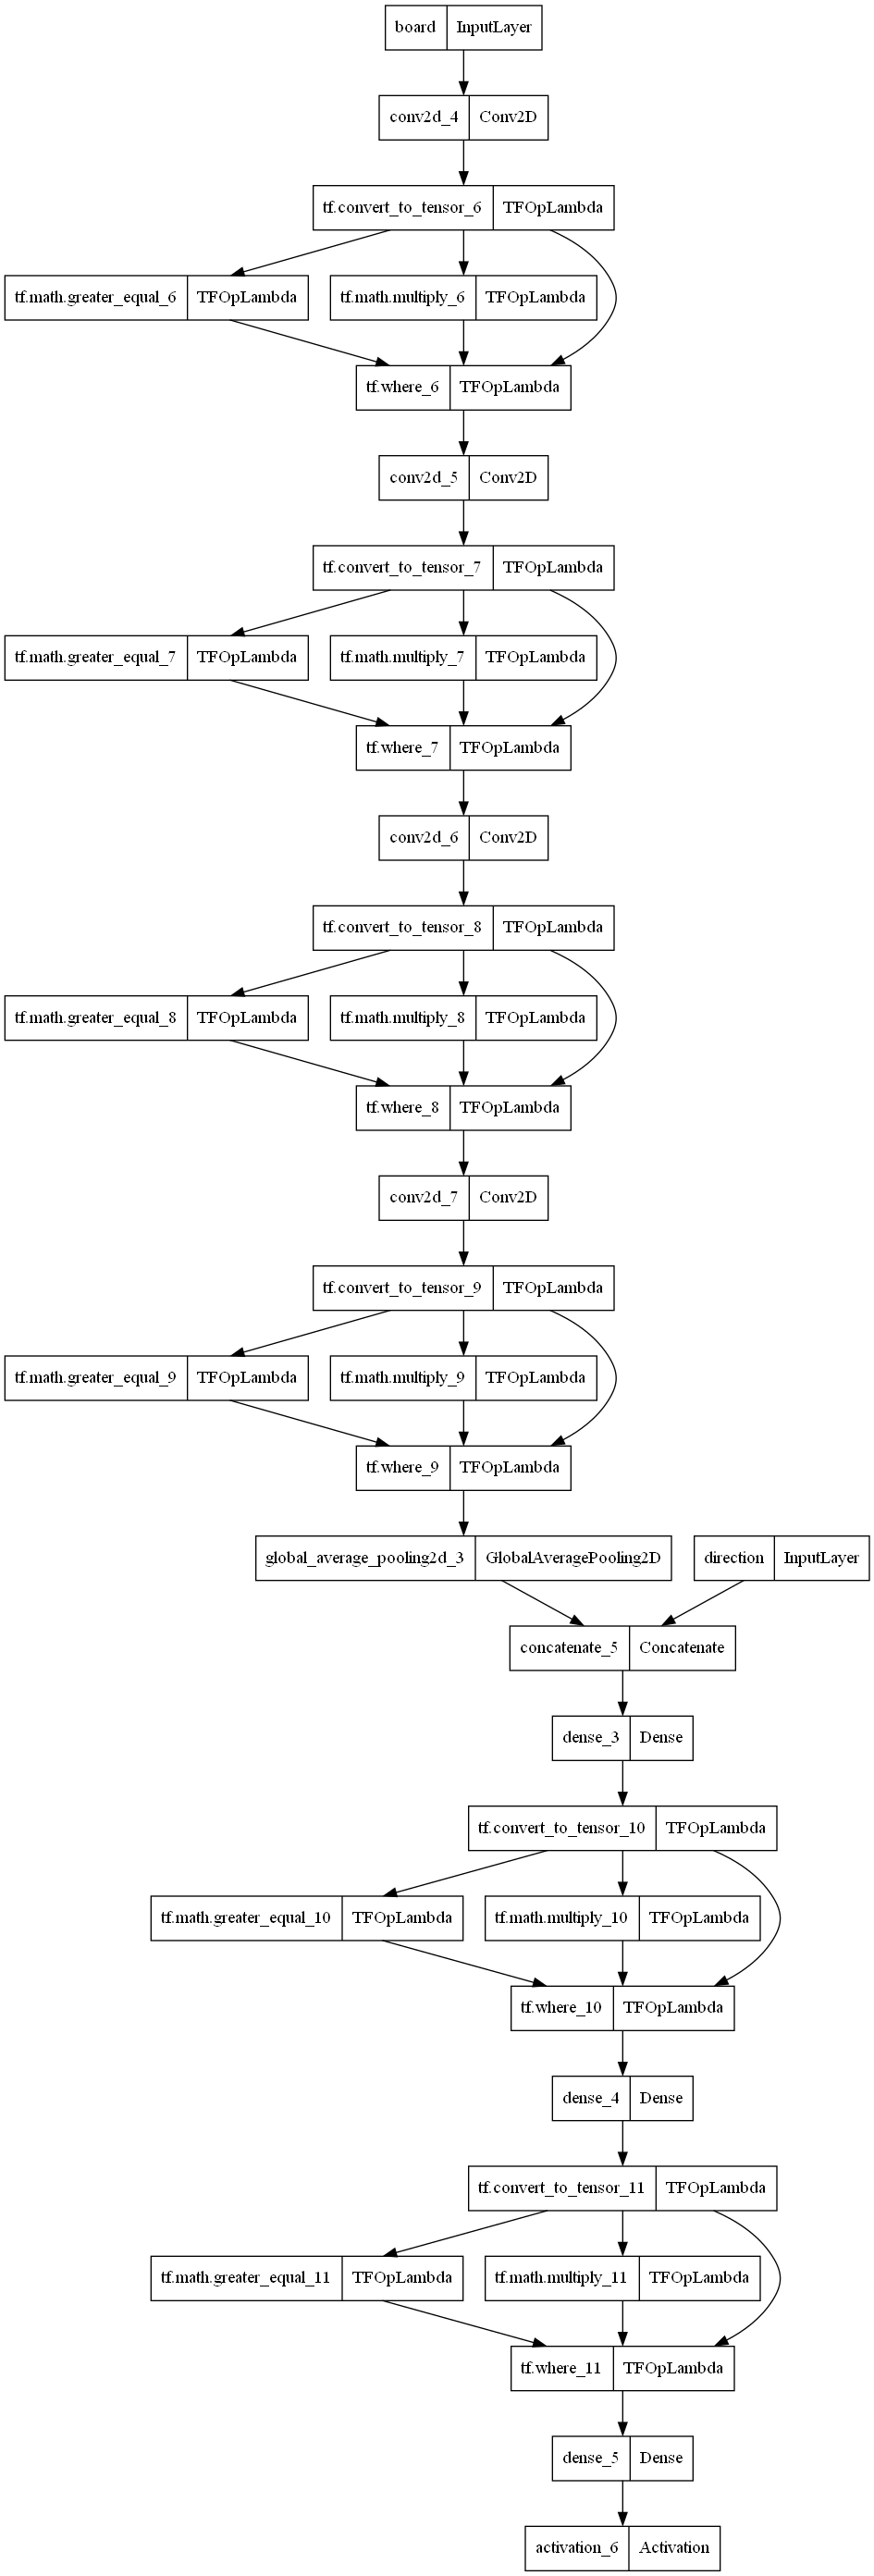 board InputLayer
conv2d_4 Conv2D
tf.convert_to_tensor_6 TFOpLambda
tf.math.greater_equal_6 TFOpLambda tf.math.multiply_6 TFOpLambda
tf.where_6 TFOpLambda
conv2d_5 Conv2D
tf.convert_to_tensor_7 TFOpLambda
tf.math.greater_equal_7 TFOpLambda tf.math.multiply_7 TFOpLambda
tf.where_7 TFOpLambda
conv2d_6 Conv2D
tf.convert_to_tensor_8 TFOpLambda
tf.math.greater_equal_8 TFOpLambda tf.math.multiply_8 TFOpLambda
tf.where_8 TFOpLambda
conv2d_7 Conv2D
tf.convert_to_tensor_9 TFOpLambda
tf.math.greater_equal_9 TFOpLambda tf.math.multiply_9 TFOpLambda
tf.where_9 TFOpLambda
global_average_pooling2d_3 GlobalAveragePooling2D direction InputLayer
concatenate_5 Concatenate
dense_3 Dense
tf.convert_to_tensor_10 TFOpLambda
tf.math.greater_equal_10 TFOpLambda tf.math.multiply_10 TFOpLambda
tf.where_10 TFOpLambda
dense_4 Dense
tf.convert_to_tensor_11 TFOpLambda
tf.math.greater_equal_11 TFOpLambda tf.math.multiply_11 TFOpLambda
tf.where_11 TFOpLambda
dense_5 Dense
activation_6 Activation